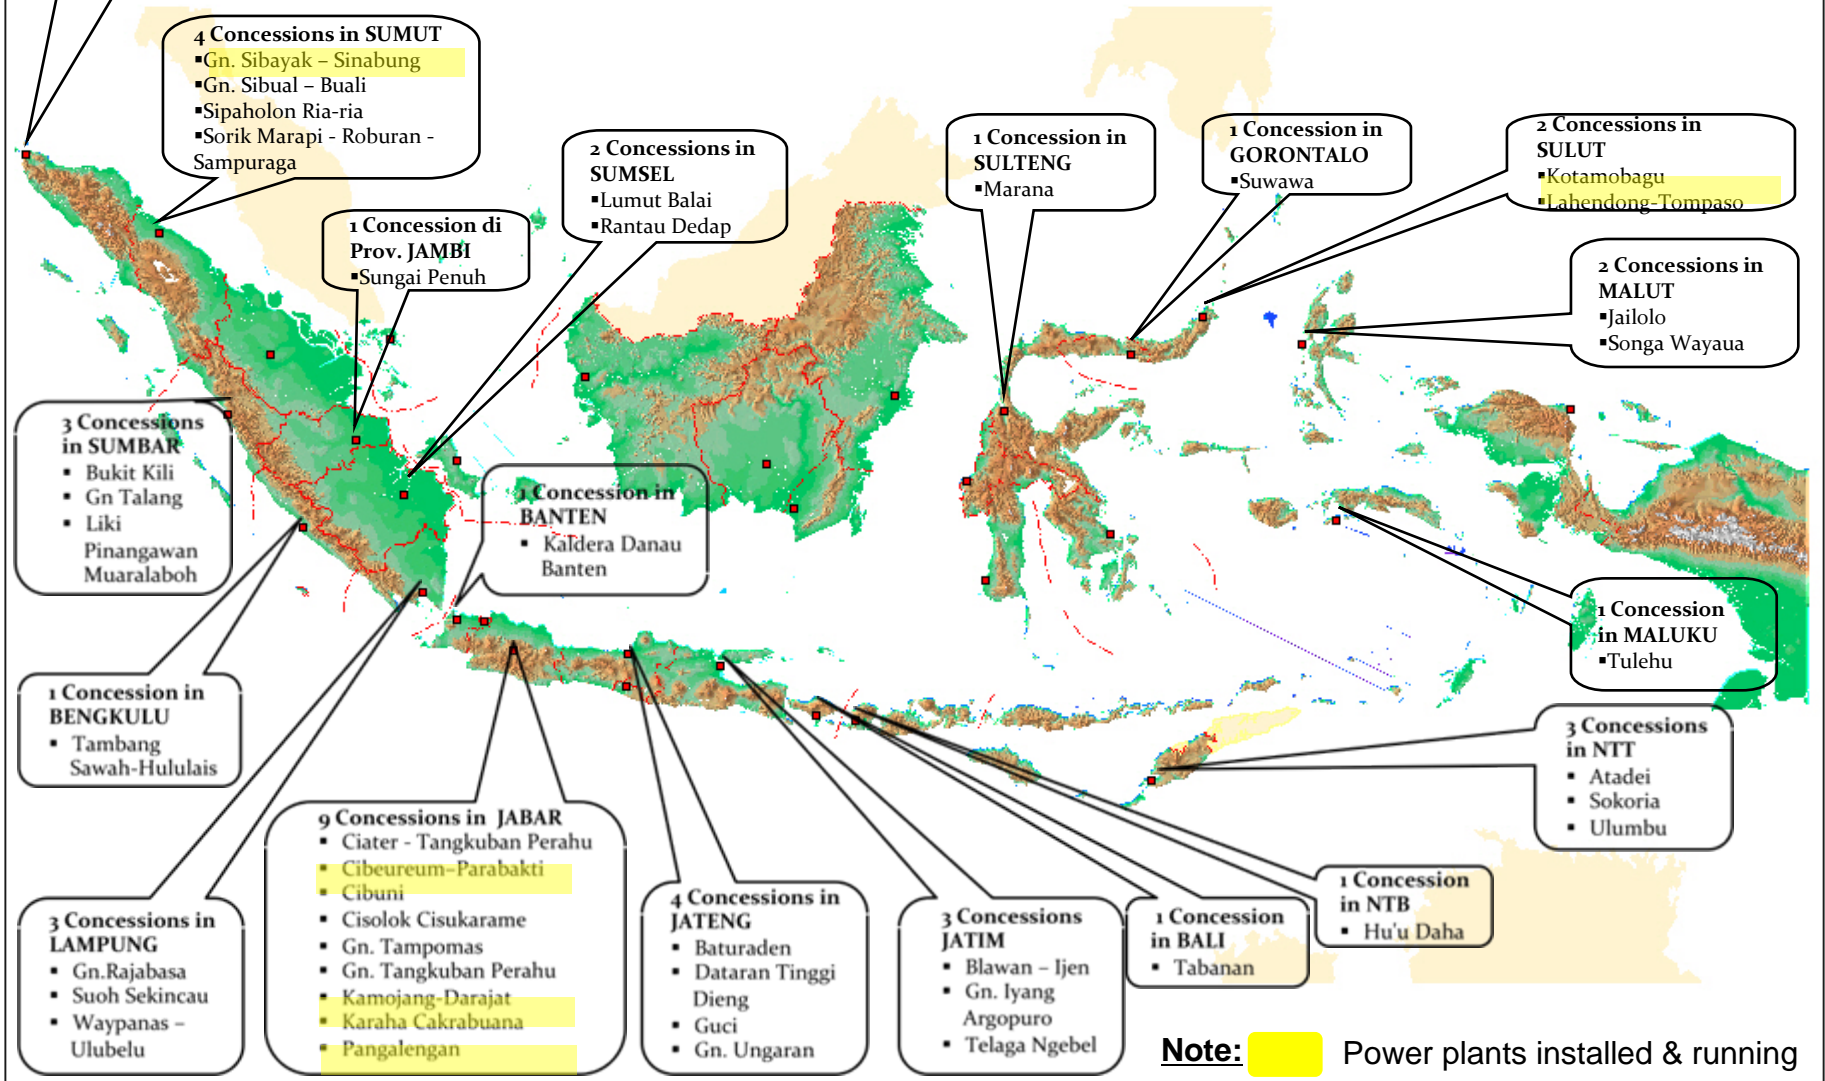 4 Concessions in SUMUT
▪Gn. Sibayak – Sinabung
▪Gn. Sibual – Buali
▪Sipaholon Ria-ria
▪Sorik Marapi - Roburan -
Sampuraga
1 Concession di
Prov. JAMBI
▪Sungai Penuh
2 Concessions in
SUMSEL
▪Lumut Balai
▪Rantau Dedap
1 Concession in
SULTENG
▪Marana
1 Concession in
GORONTALO
▪Suwawa
2 Concessions in
SULUT
▪Kotamobagu
▪Lahendong-Tompaso
2 Concessions in
MALUT
▪Jailolo
▪Songa Wayaua
3 Concessions
in SUMBAR
▪ Bukit Kili
▪ Gn Talang
▪ Liki
Pinangawan
Muaralaboh
1 Concession in
BANTEN
▪ Kaldera Danau
Banten
1 Concession
in MALUKU
▪Tulehu
1 Concession in
BENGKULU
▪ Tambang
Sawah-Hululais
3 Concessions
in NTT
▪ Atadei
▪ Sokoria
▪ Ulumbu
3 Concessions in
LAMPUNG
▪ Gn.Rajabasa
▪ Suoh Sekincau
▪ Waypanas –
Ulubelu
9 Concessions in JABAR
▪ Ciater - Tangkuban Perahu
▪ Cibeureum–Parabakti
▪ Cibuni
▪ Cisolok Cisukarame
▪ Gn. Tampomas
▪ Gn. Tangkuban Perahu
▪ Kamojang-Darajat
▪ Karaha Cakrabuana
▪ Pangalengan
4 Concessions in
JATENG
▪ Baturaden
▪ Dataran Tinggi
Dieng
▪ Guci
▪ Gn. Ungaran
3 Concessions
JATIM
▪ Blawan – Ijen
▪ Gn. Iyang
Argopuro
▪ Telaga Ngebel
1 Concession
in BALI
▪ Tabanan
1 Concession
in NTB
▪ Hu'u Daha
Note: Power plants installed & running